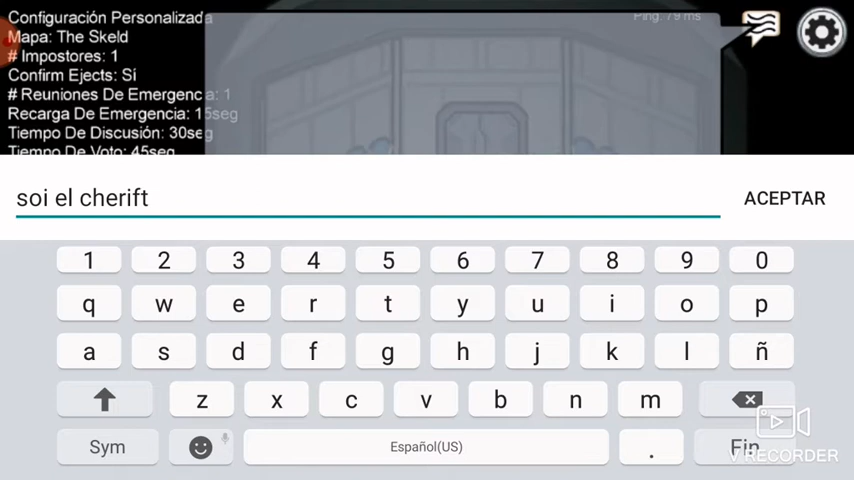 Configuración Personalizada
Ping: 79 ms
Mapa: The Skeld
# Impostores: 1
Confirm Ejects: Sí
# Reuniones De Emergencia: 1
Recarga De Emergencia: 15seg
Tiempo De Discusión: 30seg
Tiempo De Voto: 45seg
soi el cherift
ACEPTAR
1 2 3 4 5 6 7 8 9 0
q w e r t y u i o p
a s d f g h j k l ñ
z x c v b n m
Sym Español(US) . Fin
V RECORDER